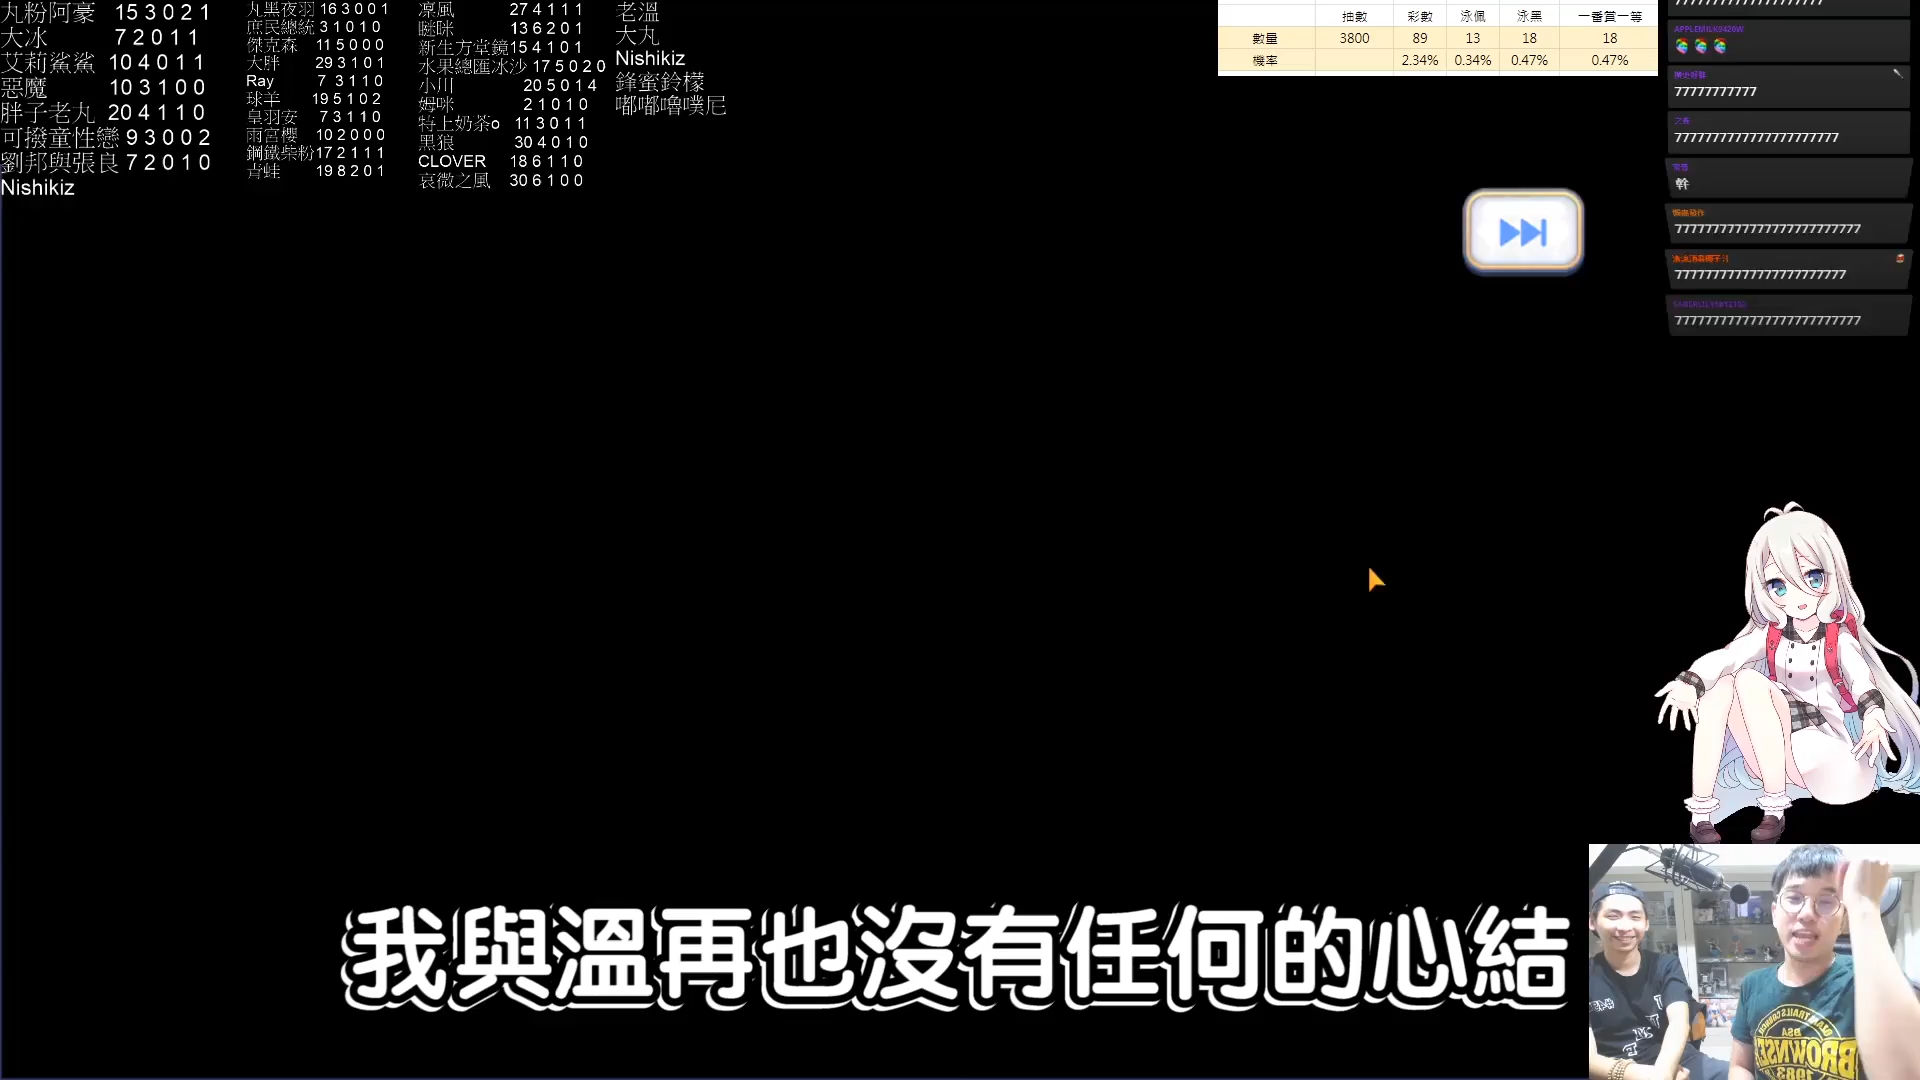 丸粉阿豪 15 3 0 2 1
大冰 7 2 0 1 1
艾莉鯊鯊 10 4 0 1 1
惡魔 10 3 1 0 0
胖子老丸 20 4 1 1 0
可撥童性戀 9 3 0 0 2
劉邦與張良 7 2 0 1 0
Nishikiz
丸黑夜羽 16 3 0 0 1
庶民總統 3 1 0 1 0
傑克森 11 5 0 0 0
大胖 29 3 1 0 1
Ray 7 3 1 1 0
球羊 19 5 1 0 2
皇羽安 7 3 1 1 0
雨宮櫻 10 2 0 0 0
鋼鐵柴粉 17 2 1 1 1
青蛙 19 8 2 0 1
凜風 27 4 1 1 1
瞇咪 13 6 2 0 1
新生方堂鏡 15 4 1 0 1
水果總匯冰沙 17 5 0 2 0
小川 20 5 0 1 4
姆咪 2 1 0 1 0
特上奶茶o 11 3 0 1 1
黑狼 30 4 0 1 0
CLOVER 18 6 1 1 0
哀微之風 30 6 1 0 0
老溫
大丸
Nishikiz
鋒蜜鈴檬
嘟嘟嚕噗尼
抽數 彩數 泳佩 泳黑 一番賞一等
數量 3800 89 13 18 18
機率 2.34% 0.34% 0.47% 0.47%
APPLEMILK9426W
77777777777
7777777777777777777777
幹
7777777777777777777777777
77777777777777777777777
7777777777777777777777777
我與溫再也沒有任何的心結
BROWNSE
1983